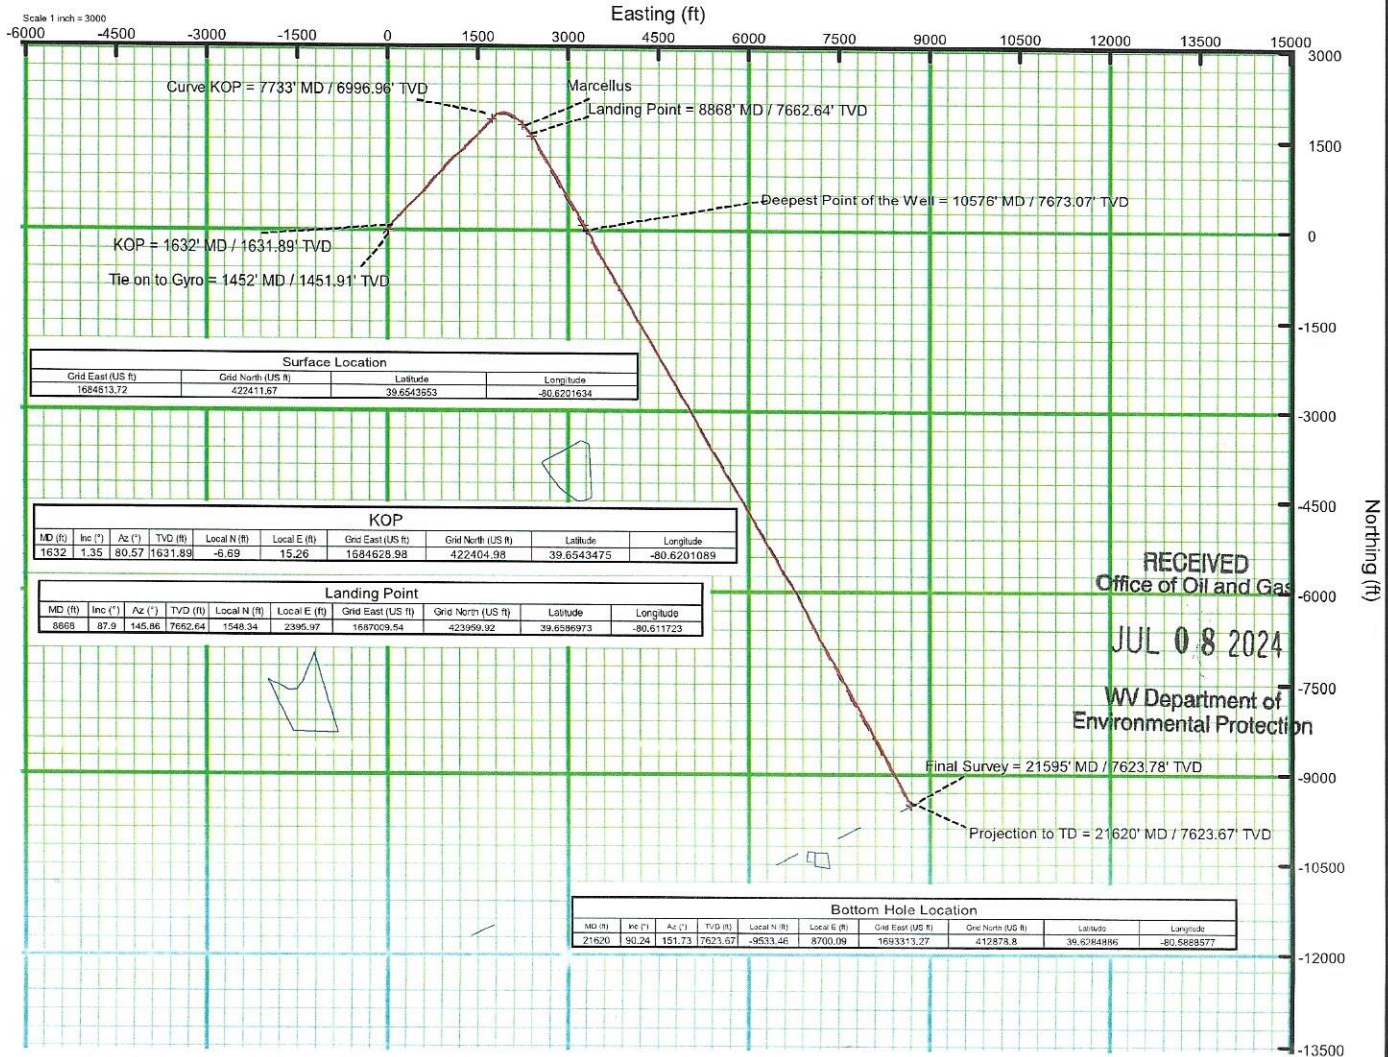 Easting (ft)
Scale 1 inch = 3000
-6000 -4500 -3000 -1500 0 1500 3000 4500 6000 7500 9000 10500 12000 13500 15000
3000
Curve KOP = 7733' MD / 6996.96' TVD
Marcellus
Landing Point = 8868' MD / 7662.64' TVD
1500
Deepest Point of the Well = 10576' MD / 7673.07' TVD
0
KOP = 1632' MD / 1631.89' TVD
Tie on to Gyro = 1452' MD / 1451.91' TVD
-1500
Surface Location
Grid East (US ft) Grid North (US ft) Latitude Longitude
1684613.72 422411.67 39.6543653 -80.6201634
-3000
-4500
KOP
MD (ft) Inc (°) Az (°) TVD (ft) Local N (ft) Local E (ft) Grid East (US ft) Grid North (US ft) Latitude Longitude
1632 1.35 80.57 1631.89 -6.69 15.26 1684628.98 422404.98 39.6543475 -80.6201089
Northing (ft)
RECEIVED
Office of Oil and Gas
-6000
Landing Point
MD (ft) Inc (°) Az (°) TVD (ft) Local N (ft) Local E (ft) Grid East (US ft) Grid North (US ft) Latitude Longitude
8868 87.9 145.86 7662.64 1548.34 2395.97 1687009.54 423959.92 39.6586973 -80.611723
JUL 08 2024
-7500
WV Department of
Environmental Protection
Final Survey = 21595' MD / 7623.78' TVD
-9000
Projection to TD = 21620' MD / 7623.67' TVD
-10500
Bottom Hole Location
MD (ft) Inc (°) Az (°) TVD (ft) Local N (ft) Local E (ft) Grid East (US ft) Grid North (US ft) Latitude Longitude
21620 90.24 151.73 7623.67 -9533.46 8700.09 1693313.27 412878.8 39.6284886 -80.5888577
-12000
-13500